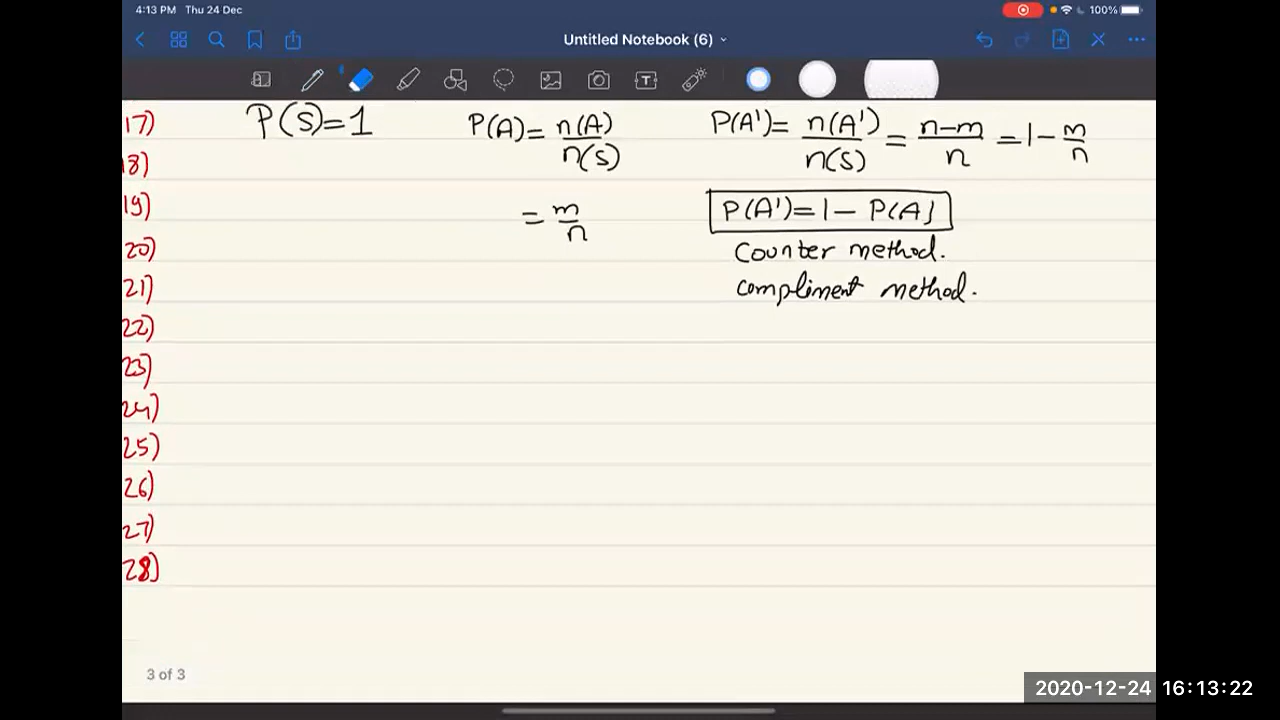 4:13 PM Thu 24 Dec
100%
Untitled Notebook (6)
17) P(S)=1 P(A)= n(A)/n(S) P(A')= n(A')/n(S) = n-m/n = 1- m/n
18)
19) = m/n P(A')=1- P(A)
20) Counter method.
21) Compliment method.
22)
23)
24)
25)
26)
27)
28)
3 of 3
2020-12-24 16:13:22